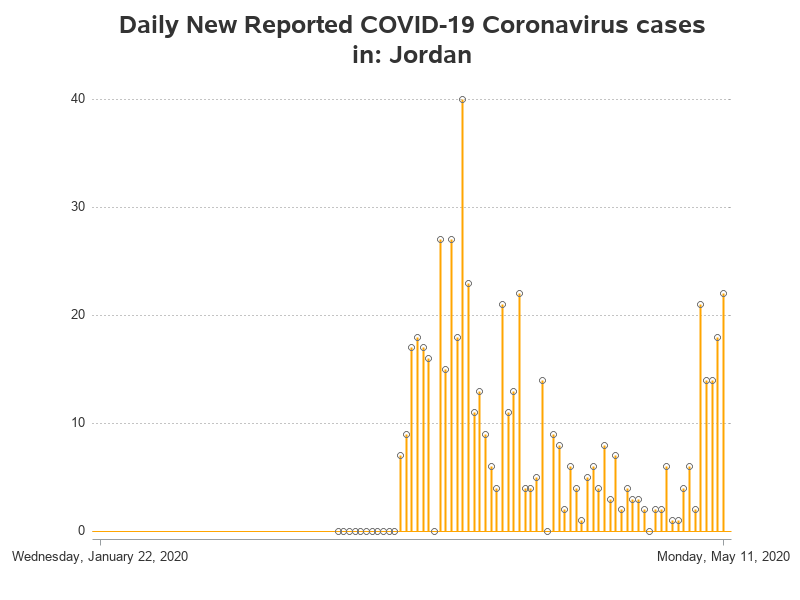 Daily New Reported COVID-19 Coronavirus cases
in: Jordan
40
30
20
10
0
Wednesday, January 22, 2020
Monday, May 11, 2020